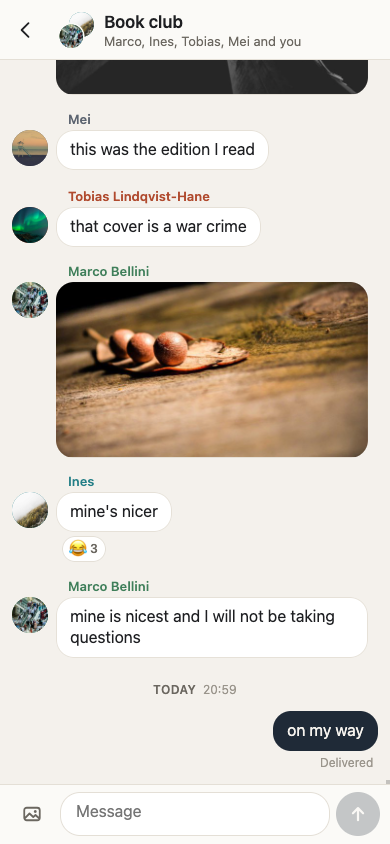 Book club
Marco, Ines, Tobias, Mei and you
Mei
this was the edition I read
Tobias Lindqvist-Hane
that cover is a war crime
Marco Bellini
Ines
mine's nicer
😂 3
Marco Bellini
mine is nicest and I will not be taking
questions
TODAY 20:59
on my way
Delivered
Message